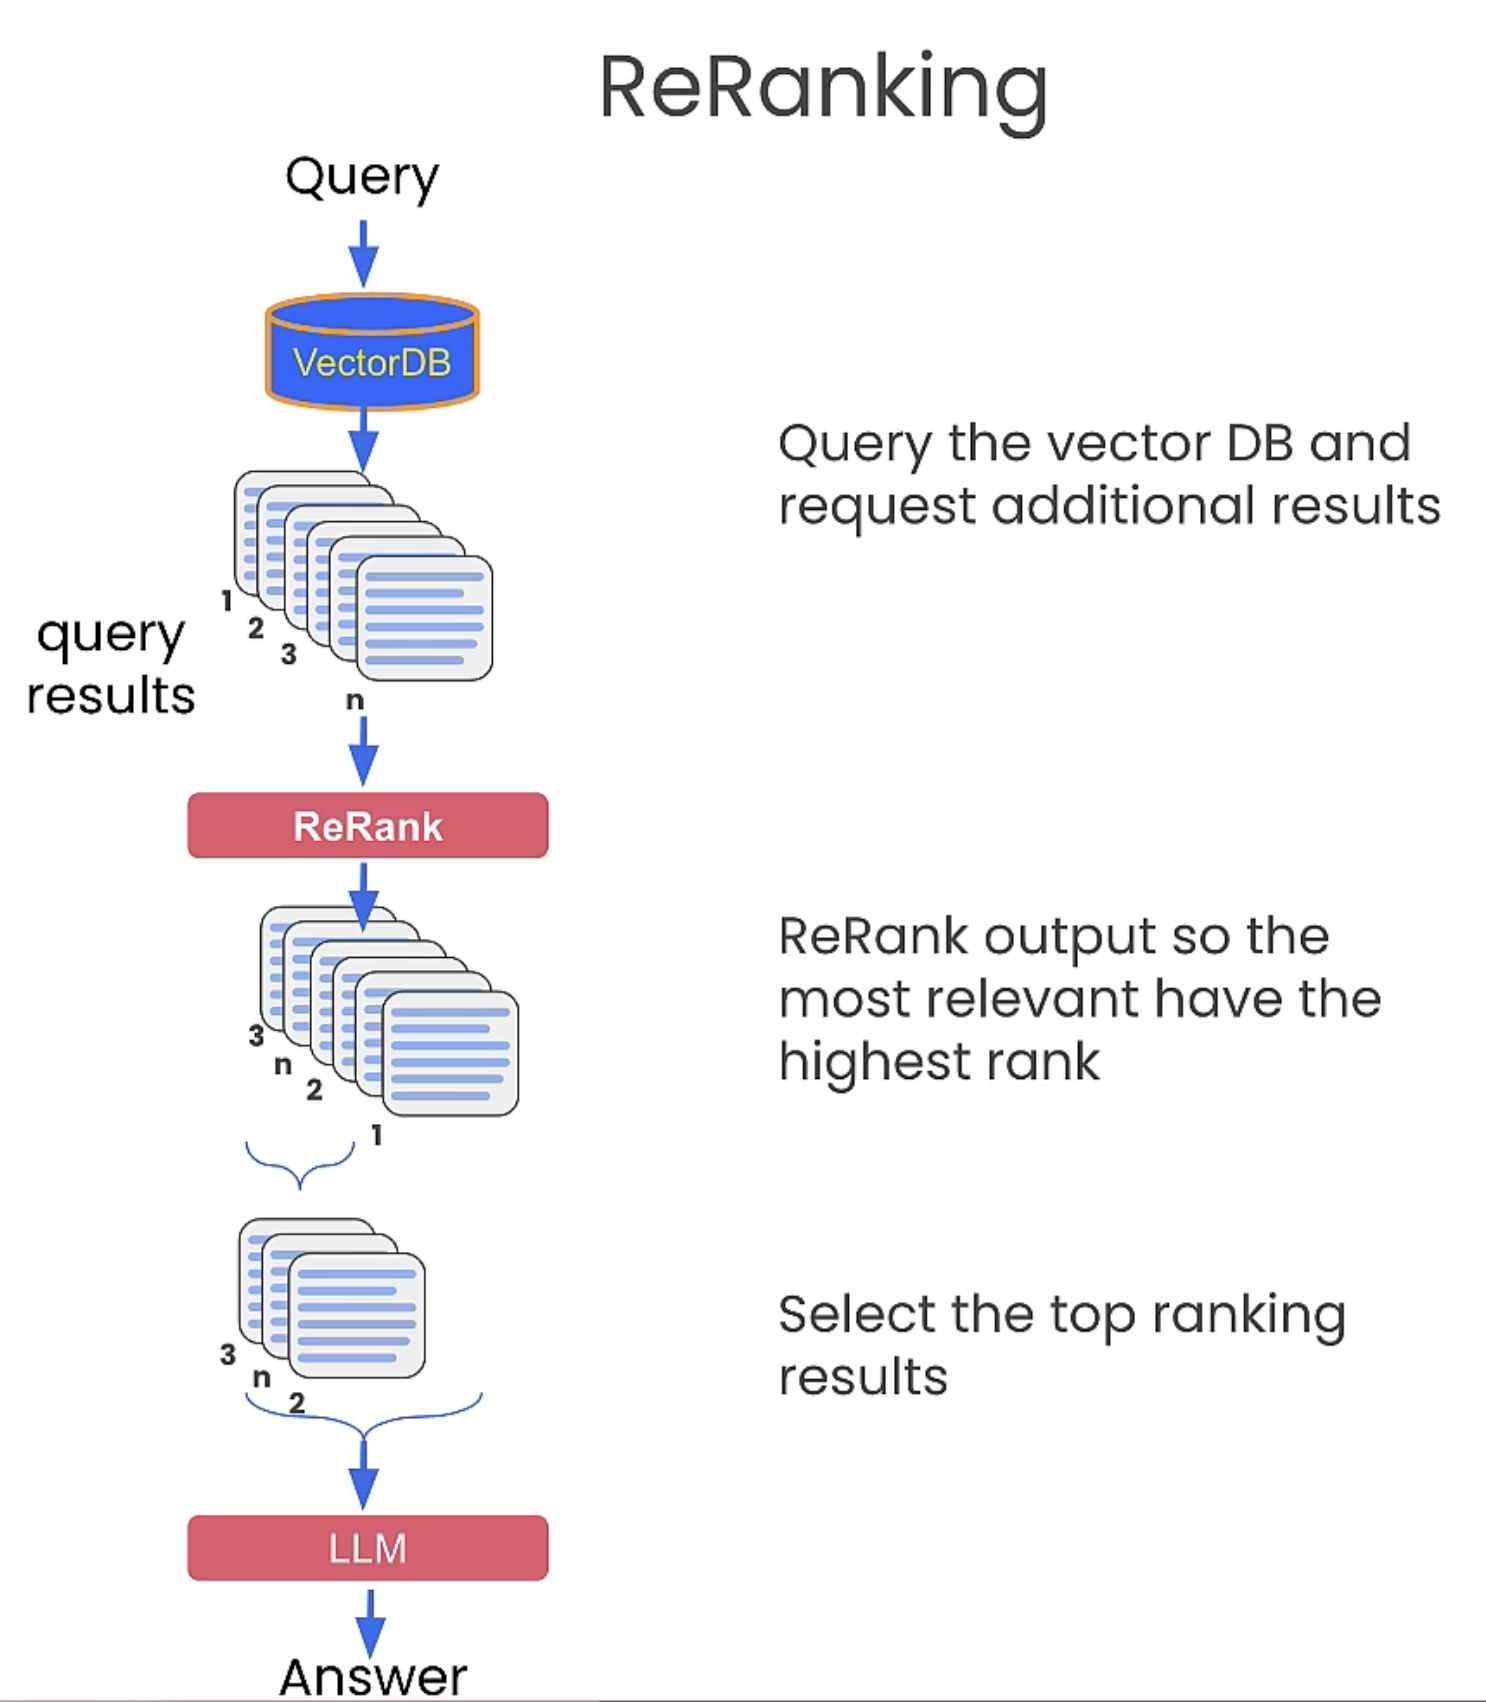 ReRanking
Query
VectorDB
Query the vector DB and
request additional results
1
2
3
n
query
results
ReRank
ReRank output so the
most relevant have the
highest rank
3
n
2
1
Select the top ranking
results
3
n
2
LLM
Answer